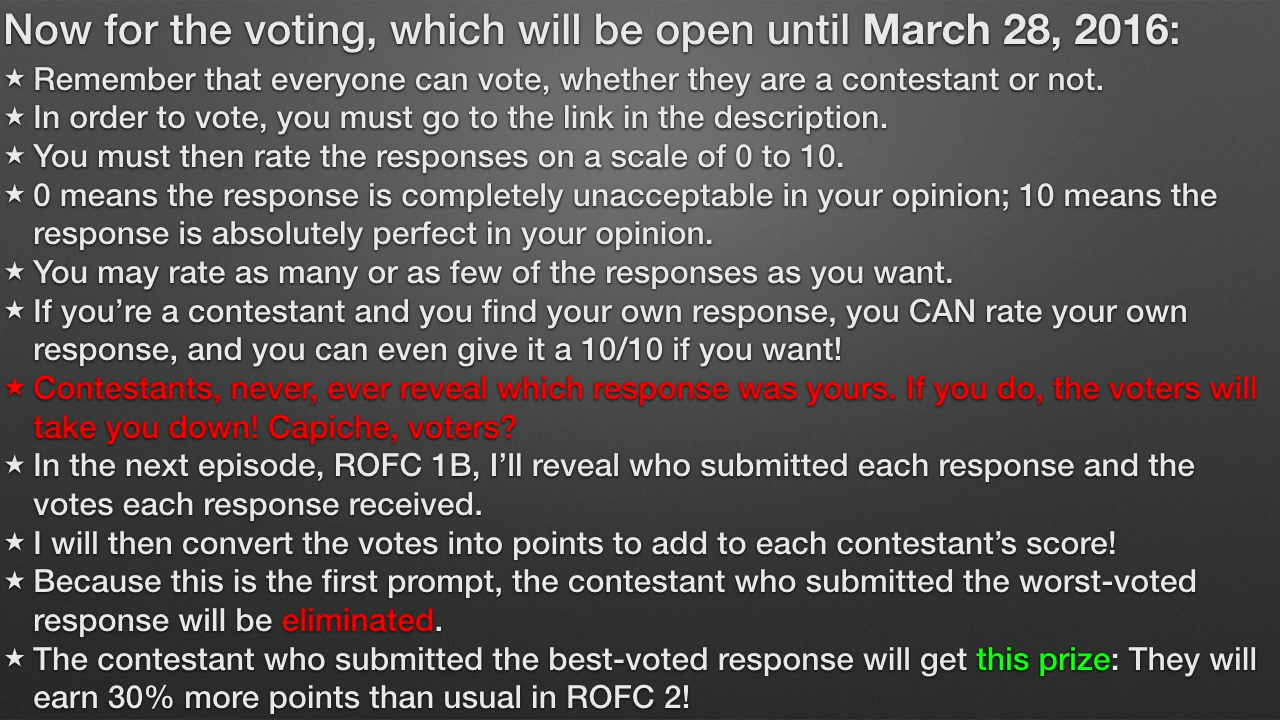 Now for the voting, which will be open until March 28, 2016:
★ Remember that everyone can vote, whether they are a contestant or not.
★ In order to vote, you must go to the link in the description.
★ You must then rate the responses on a scale of 0 to 10.
★ 0 means the response is completely unacceptable in your opinion; 10 means the
response is absolutely perfect in your opinion.
★ You may rate as many or as few of the responses as you want.
★ If you’re a contestant and you find your own response, you CAN rate your own
response, and you can even give it a 10/10 if you want!
★ Contestants, never, ever reveal which response was yours. If you do, the voters will
take you down! Capiche, voters?
★ In the next episode, ROFC 1B, I’ll reveal who submitted each response and the
votes each response received.
★ I will then convert the votes into points to add to each contestant’s score!
★ Because this is the first prompt, the contestant who submitted the worst-voted
response will be eliminated.
★ The contestant who submitted the best-voted response will get this prize: They will
earn 30% more points than usual in ROFC 2!